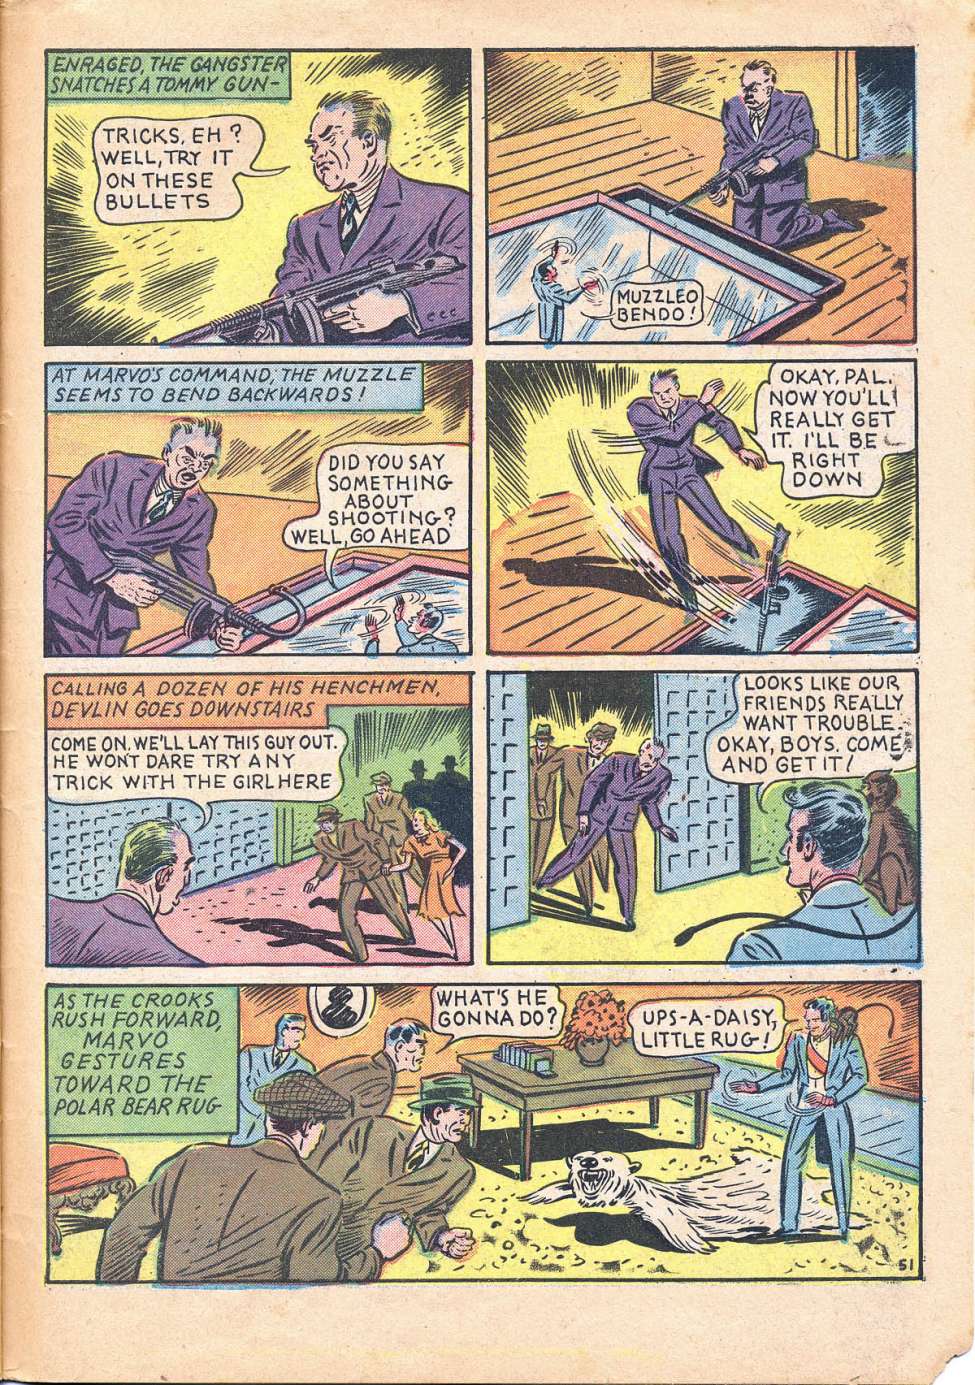 ENRAGED, THE GANGSTER
SNATCHES A TOMMY GUN-
TRICKS, EH?
WELL, TRY IT
ON THESE
BULLETS
MUZZLEO
BENDO!
AT MARVO'S COMMAND, THE MUZZLE
SEEMS TO BEND BACKWARDS!
DID YOU SAY
SOMETHING
ABOUT
SHOOTING?
WELL, GO AHEAD
OKAY, PAL.
NOW YOU'LL
REALLY GET
IT. I'LL BE
RIGHT
DOWN
CALLING A DOZEN OF HIS HENCHMEN,
DEVLIN GOES DOWNSTAIRS
COME ON. WE'LL LAY THIS GUY OUT.
HE WON'T DARE TRY ANY
TRICK WITH THE GIRL HERE
LOOKS LIKE OUR
FRIENDS REALLY
WANT TROUBLE.
OKAY, BOYS. COME
AND GET IT!
AS THE CROOKS
RUSH FORWARD,
MARVO
GESTURES
TOWARD THE
POLAR BEAR RUG
WHAT'S HE
GONNA DO?
UPS-A-DAISY,
LITTLE RUG!
51